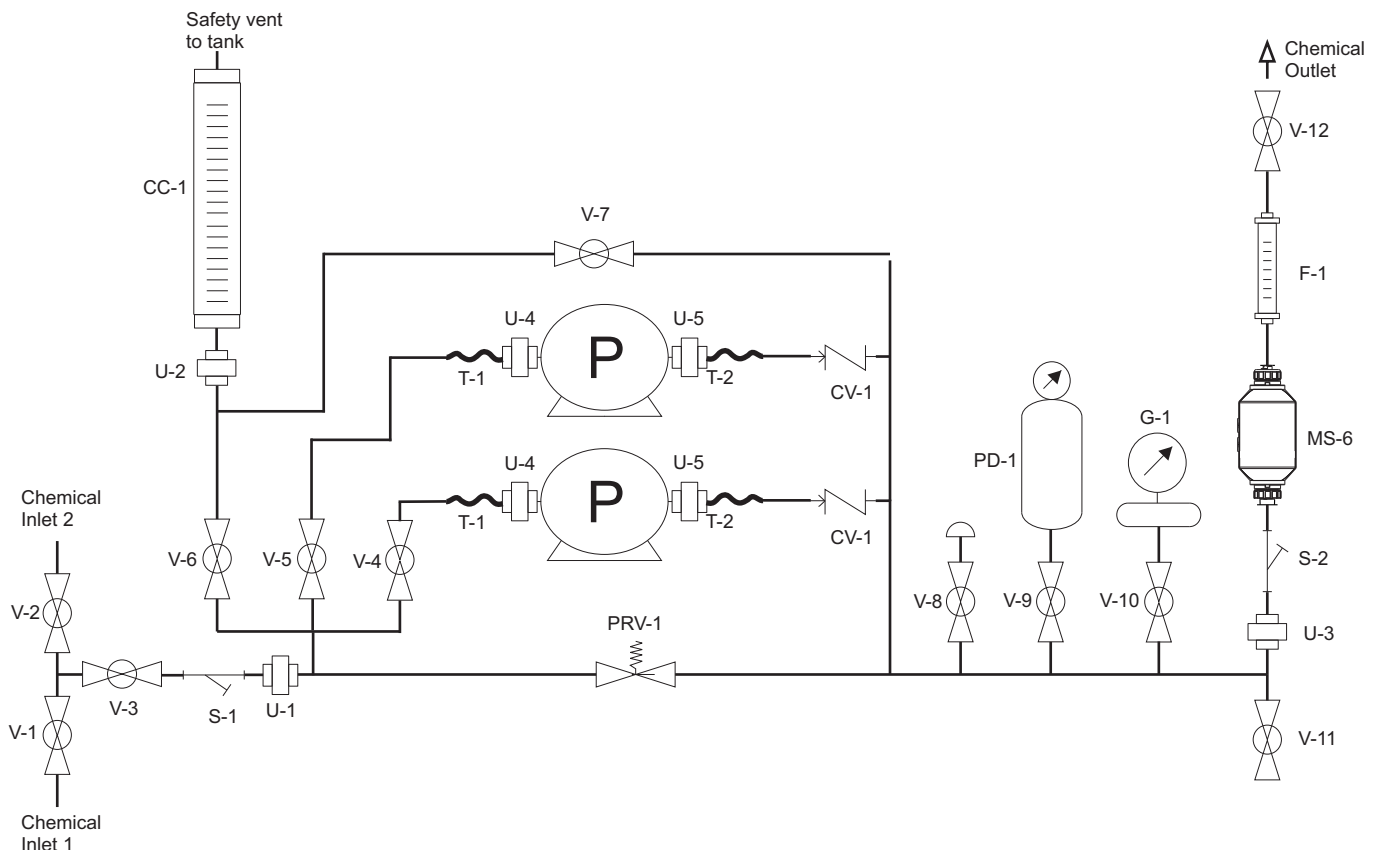 Safety vent
to tank
Chemical
Outlet
V-12
CC-1
V-7
F-1
U-4
U-5
P
U-2
T-1
T-2
CV-1
G-1
MS-6
PD-1
U-4
U-5
P
Chemical
Inlet 2
T-1
T-2
CV-1
V-6
V-5
V-4
S-2
V-2
V-8
V-9
V-10
PRV-1
U-3
V-3
S-1
U-1
V-1
V-11
Chemical
Inlet 1